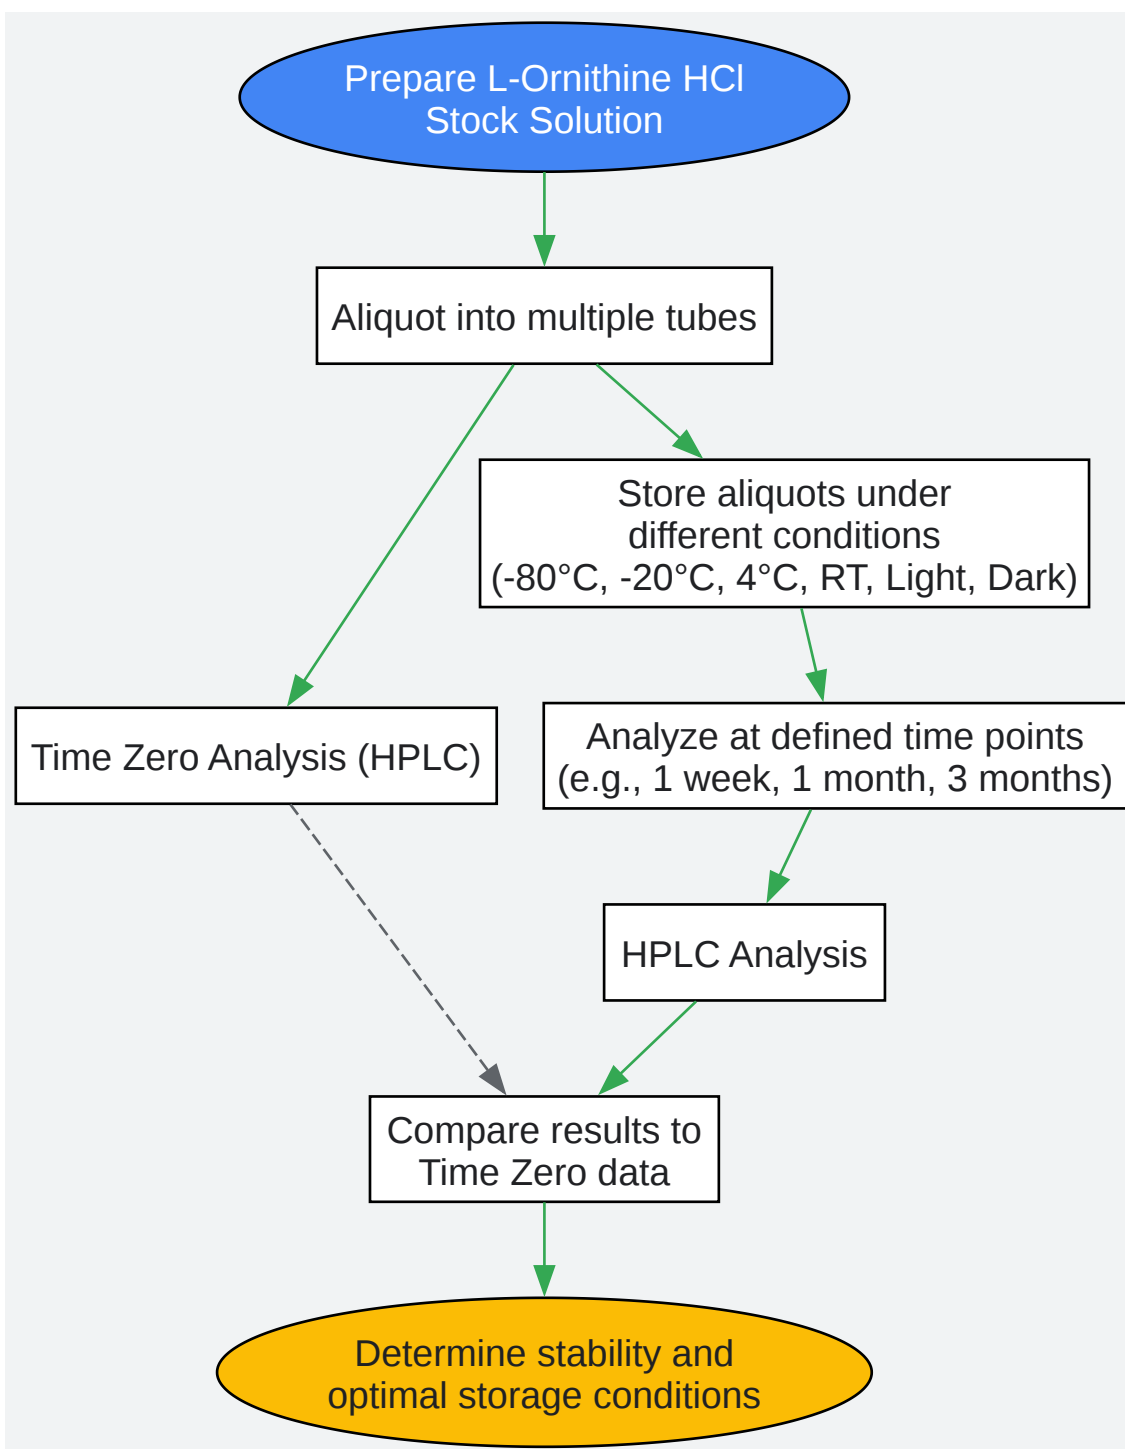 Prepare L-Ornithine HCl
Stock Solution
Aliquot into multiple tubes
Store aliquots under
different conditions
(-80°C, -20°C, 4°C, RT, Light, Dark)
Time Zero Analysis (HPLC)
Analyze at defined time points
(e.g., 1 week, 1 month, 3 months)
HPLC Analysis
Compare results to
Time Zero data
Determine stability and
optimal storage conditions